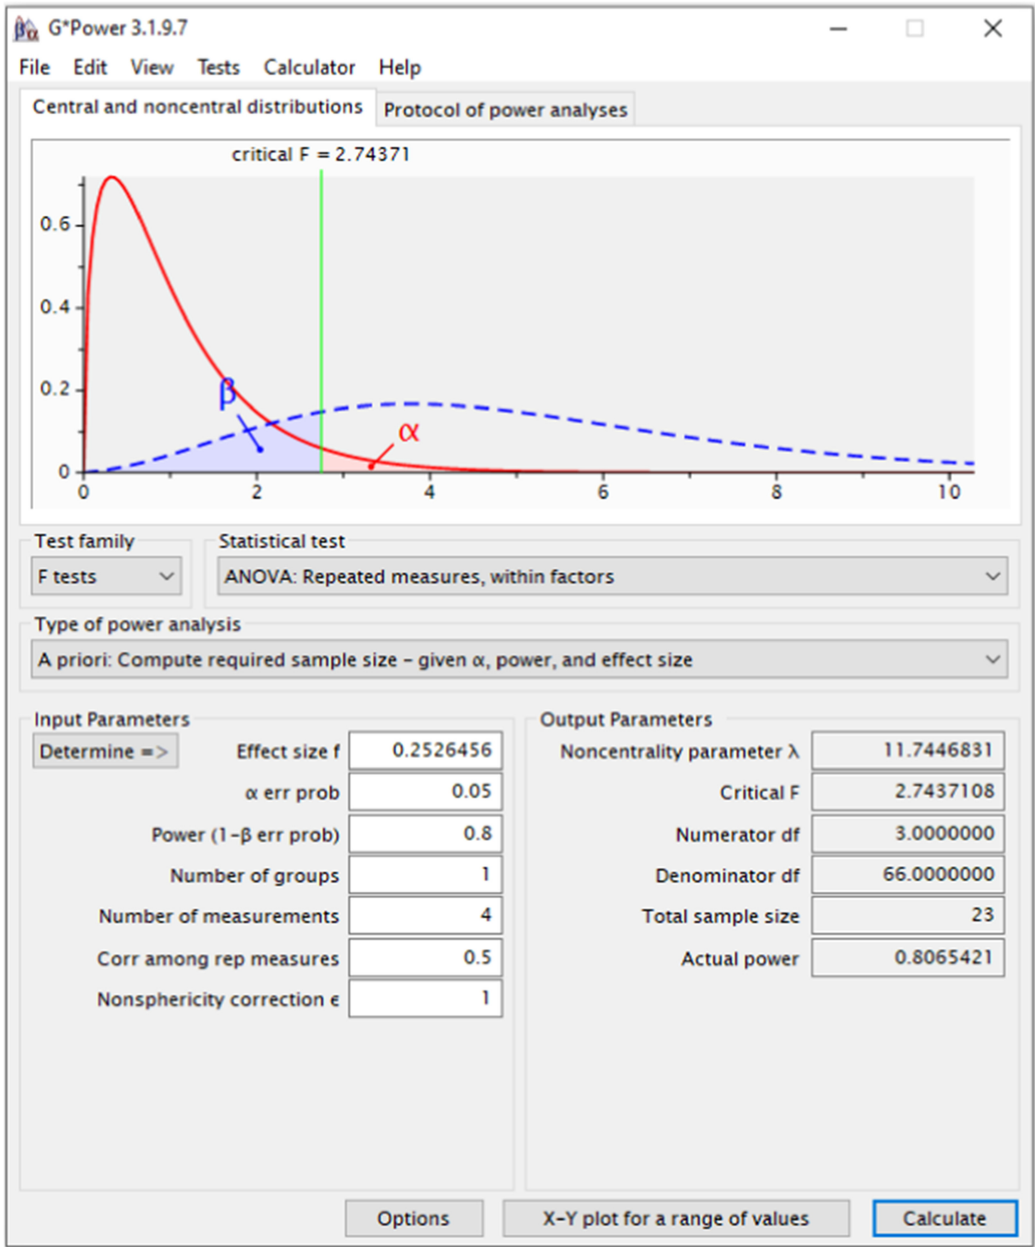 G*Power 3.1.9.7
File Edit View Tests Calculator Help
Central and noncentral distributions Protocol of power analyses
critical F = 2.74371
0.6
0.4
0.2
0
β
α
0 2 4 6 8 10
Test family Statistical test
F tests ANOVA: Repeated measures, within factors
Type of power analysis
A priori: Compute required sample size – given α, power, and effect size
Input Parameters Output Parameters
Determine => Effect size f 0.2526456 Noncentrality parameter λ 11.7446831
α err prob 0.05 Critical F 2.7437108
Power (1-β err prob) 0.8 Numerator df 3.0000000
Number of groups 1 Denominator df 66.0000000
Number of measurements 4 Total sample size 23
Corr among rep measures 0.5 Actual power 0.8065421
Nonsphericity correction ϵ 1
Options X-Y plot for a range of values Calculate